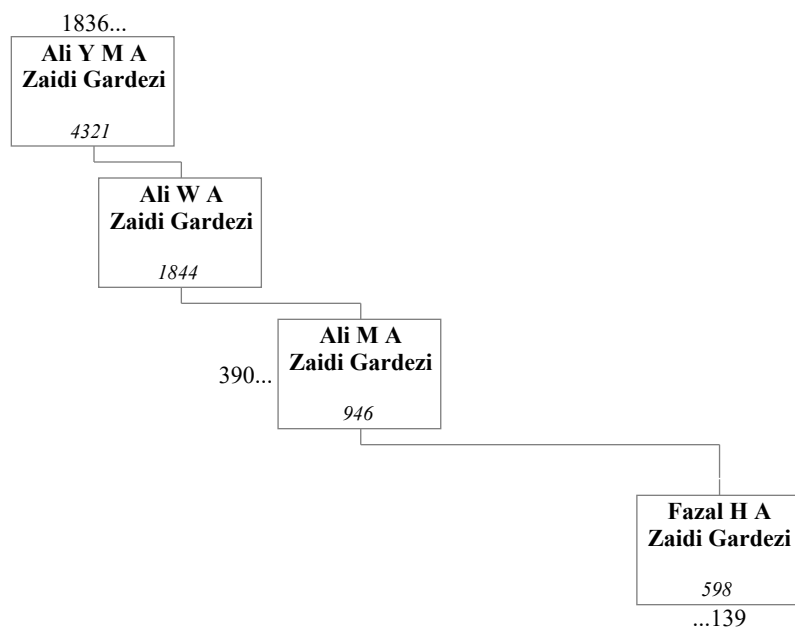 1836...
Ali Y M A
Zaidi Gardezi
4321
Ali W A
Zaidi Gardezi
1844
Ali M A
Zaidi Gardezi
390...
946
Fazal H A
Zaidi Gardezi
598
...139